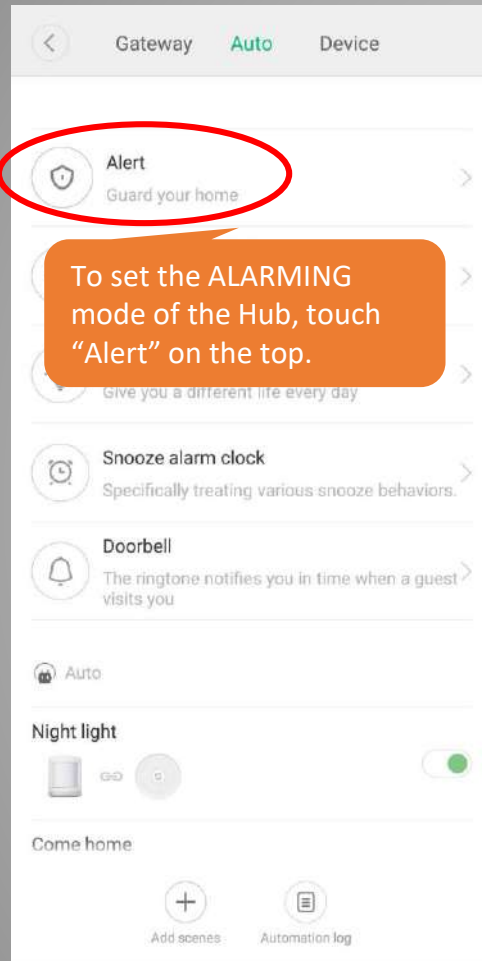 Gateway Auto Device
Alert
Guard your home
To set the ALARMING
mode of the Hub, touch
“Alert” on the top.
Give you a different life every day
Snooze alarm clock
Specifically treating various snooze behaviors.
Doorbell
The ringtone notifies you in time when a guest
visits you
Auto
Night light
Come home
Add scenes Automation log